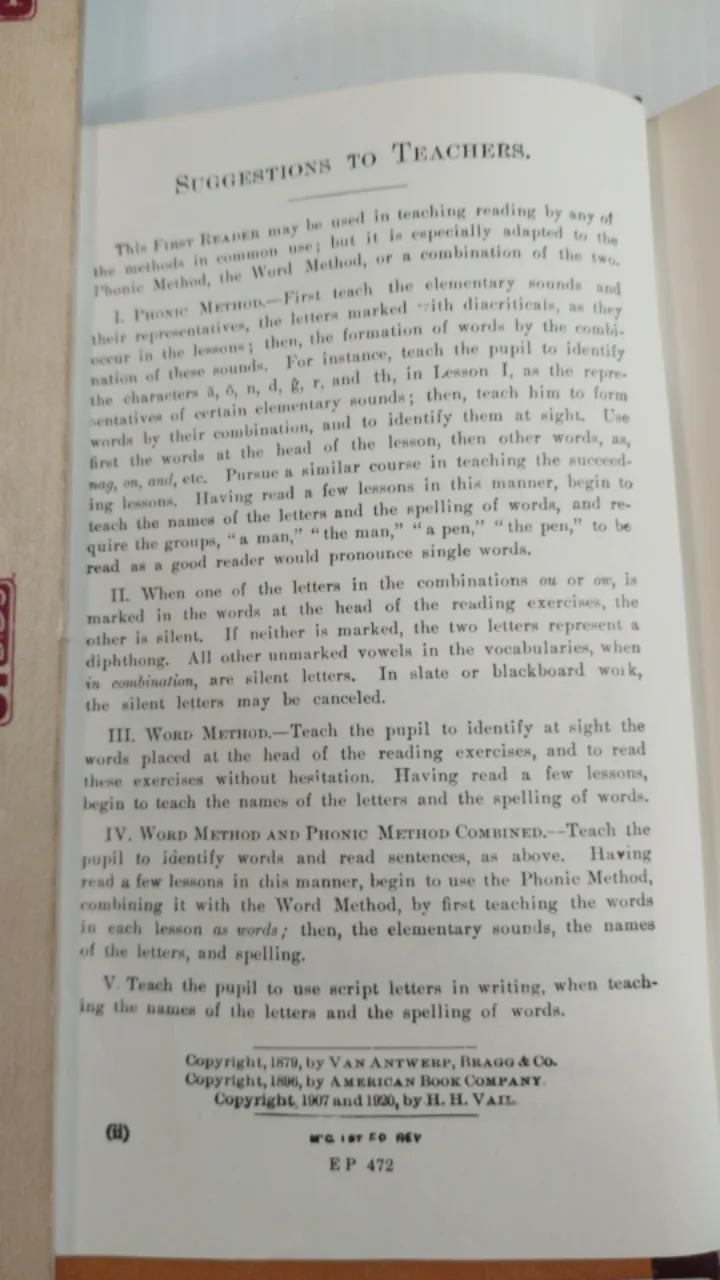 SUGGESTIONS TO TEACHERS.
This FIRST READER may be used in teaching reading by any of
the methods in common use; but it is especially adapted to the
Phonic Method, the Word Method, or a combination of the two.
I. PHONIC METHOD.—First teach the elementary sounds and
their representatives, the letters marked with diacriticals, as they
occur in the lessons; then, the formation of words by the combi-
nation of these sounds. For instance, teach the pupil to identify
the characters ă, ŏ, n, d, ğ, r, and th, in Lesson I, as the repre-
sentatives of certain elementary sounds; then, teach him to form
words by their combination, and to identify them at sight. Use
first the words at the head of the lesson, then other words, as,
nag, on, and, etc. Pursue a similar course in teaching the succeed-
ing lessons. Having read a few lessons in this manner, begin to
teach the names of the letters and the spelling of words, and re-
quire the groups, “a man,” “the man,” “a pen,” “the pen,” to be
read as a good reader would pronounce single words.
II. When one of the letters in the combinations ou or ow, is
marked in the words at the head of the reading exercises, the
other is silent. If neither is marked, the two letters represent a
diphthong. All other unmarked vowels in the vocabularies, when
in combination, are silent letters. In slate or blackboard work,
the silent letters may be canceled.
III. WORD METHOD.—Teach the pupil to identify at sight the
words placed at the head of the reading exercises, and to read
these exercises without hesitation. Having read a few lessons,
begin to teach the names of the letters and the spelling of words.
IV. WORD METHOD AND PHONIC METHOD COMBINED.--Teach the
pupil to identify words and read sentences, as above. Having
read a few lessons in this manner, begin to use the Phonic Method,
combining it with the Word Method, by first teaching the words
in each lesson as words; then, the elementary sounds, the names
of the letters, and spelling.
V. Teach the pupil to use script letters in writing, when teach-
ing the names of the letters and the spelling of words.
Copyright, 1879, by VAN ANTWERP, BRAGG & CO.
Copyright, 1896, by AMERICAN BOOK COMPANY.
Copyright, 1907 and 1920, by H. H. VAIL.
(ii)
M'G. 1ST ED REV
EP 472